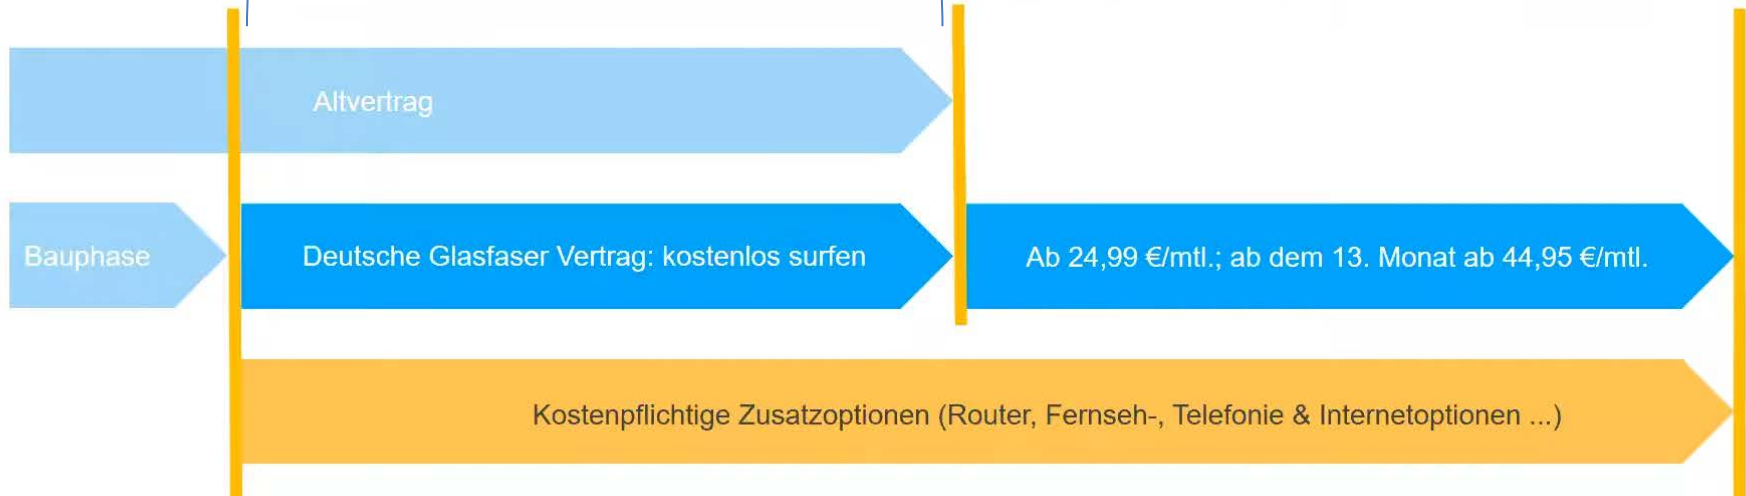 Altvertrag
Bauphase
Deutsche Glasfaser Vertrag: kostenlos surfen
Ab 24,99 €/mtl.; ab dem 13. Monat ab 44,95 €/mtl.
Kostenpflichtige Zusatzoptionen (Router, Fernseh-, Telefonie & Internetoptionen ...)